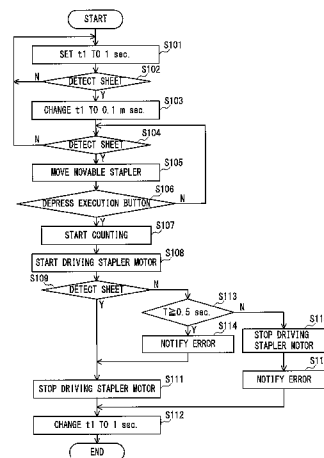 START
S101
SET t1 TO 1 sec.
S102
N
DETECT SHEET
Y
S103
CHANGE t1 TO 0.1 m sec.
S104
N
DETECT SHEET
Y
S105
MOVE MOVABLE STAPLER
S106
DEPRESS EXECUTION BUTTON
N
Y
S107
START COUNTING
S108
START DRIVING STAPLER MOTOR
S109
DETECT SHEET
N
Y
S113
T≧0.5 sec.
N
Y
S114
NOTIFY ERROR
S11
STOP DRIVING
STAPLER MOTOR
S11
NOTIFY ERROR
S111
STOP DRIVING STAPLER MOTOR
S112
CHANGE t1 TO 1 sec.
END